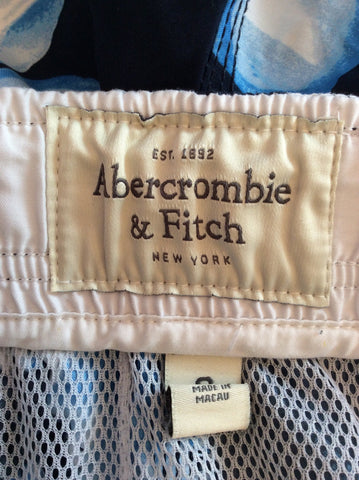 EST. 1892
Abercrombie
& Fitch
NEW YORK
MADE IN
MACAU